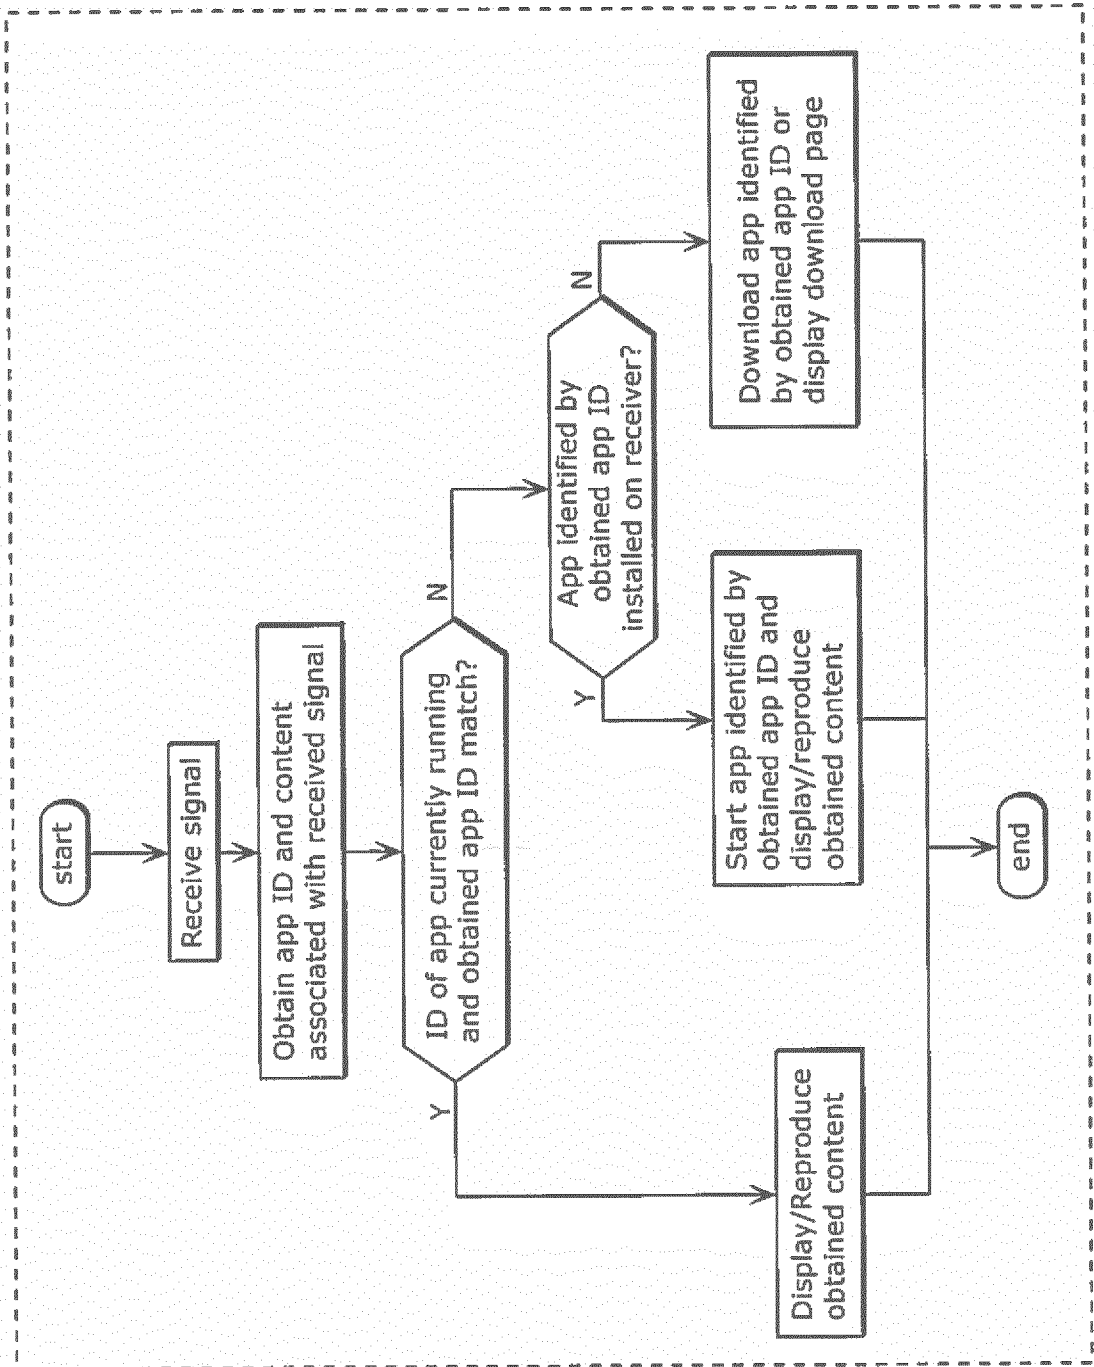 start
Receive signal
Obtain app ID and content
associated with received signal
ID of app currently running
and obtained app ID match?
Y
N
App identified by
obtained app ID
installed on receiver?
Y
N
Display/Reproduce
obtained content
Start app identified by
obtained app ID and
display/reproduce
obtained content
Download app identified
by obtained app ID or
display download page
end